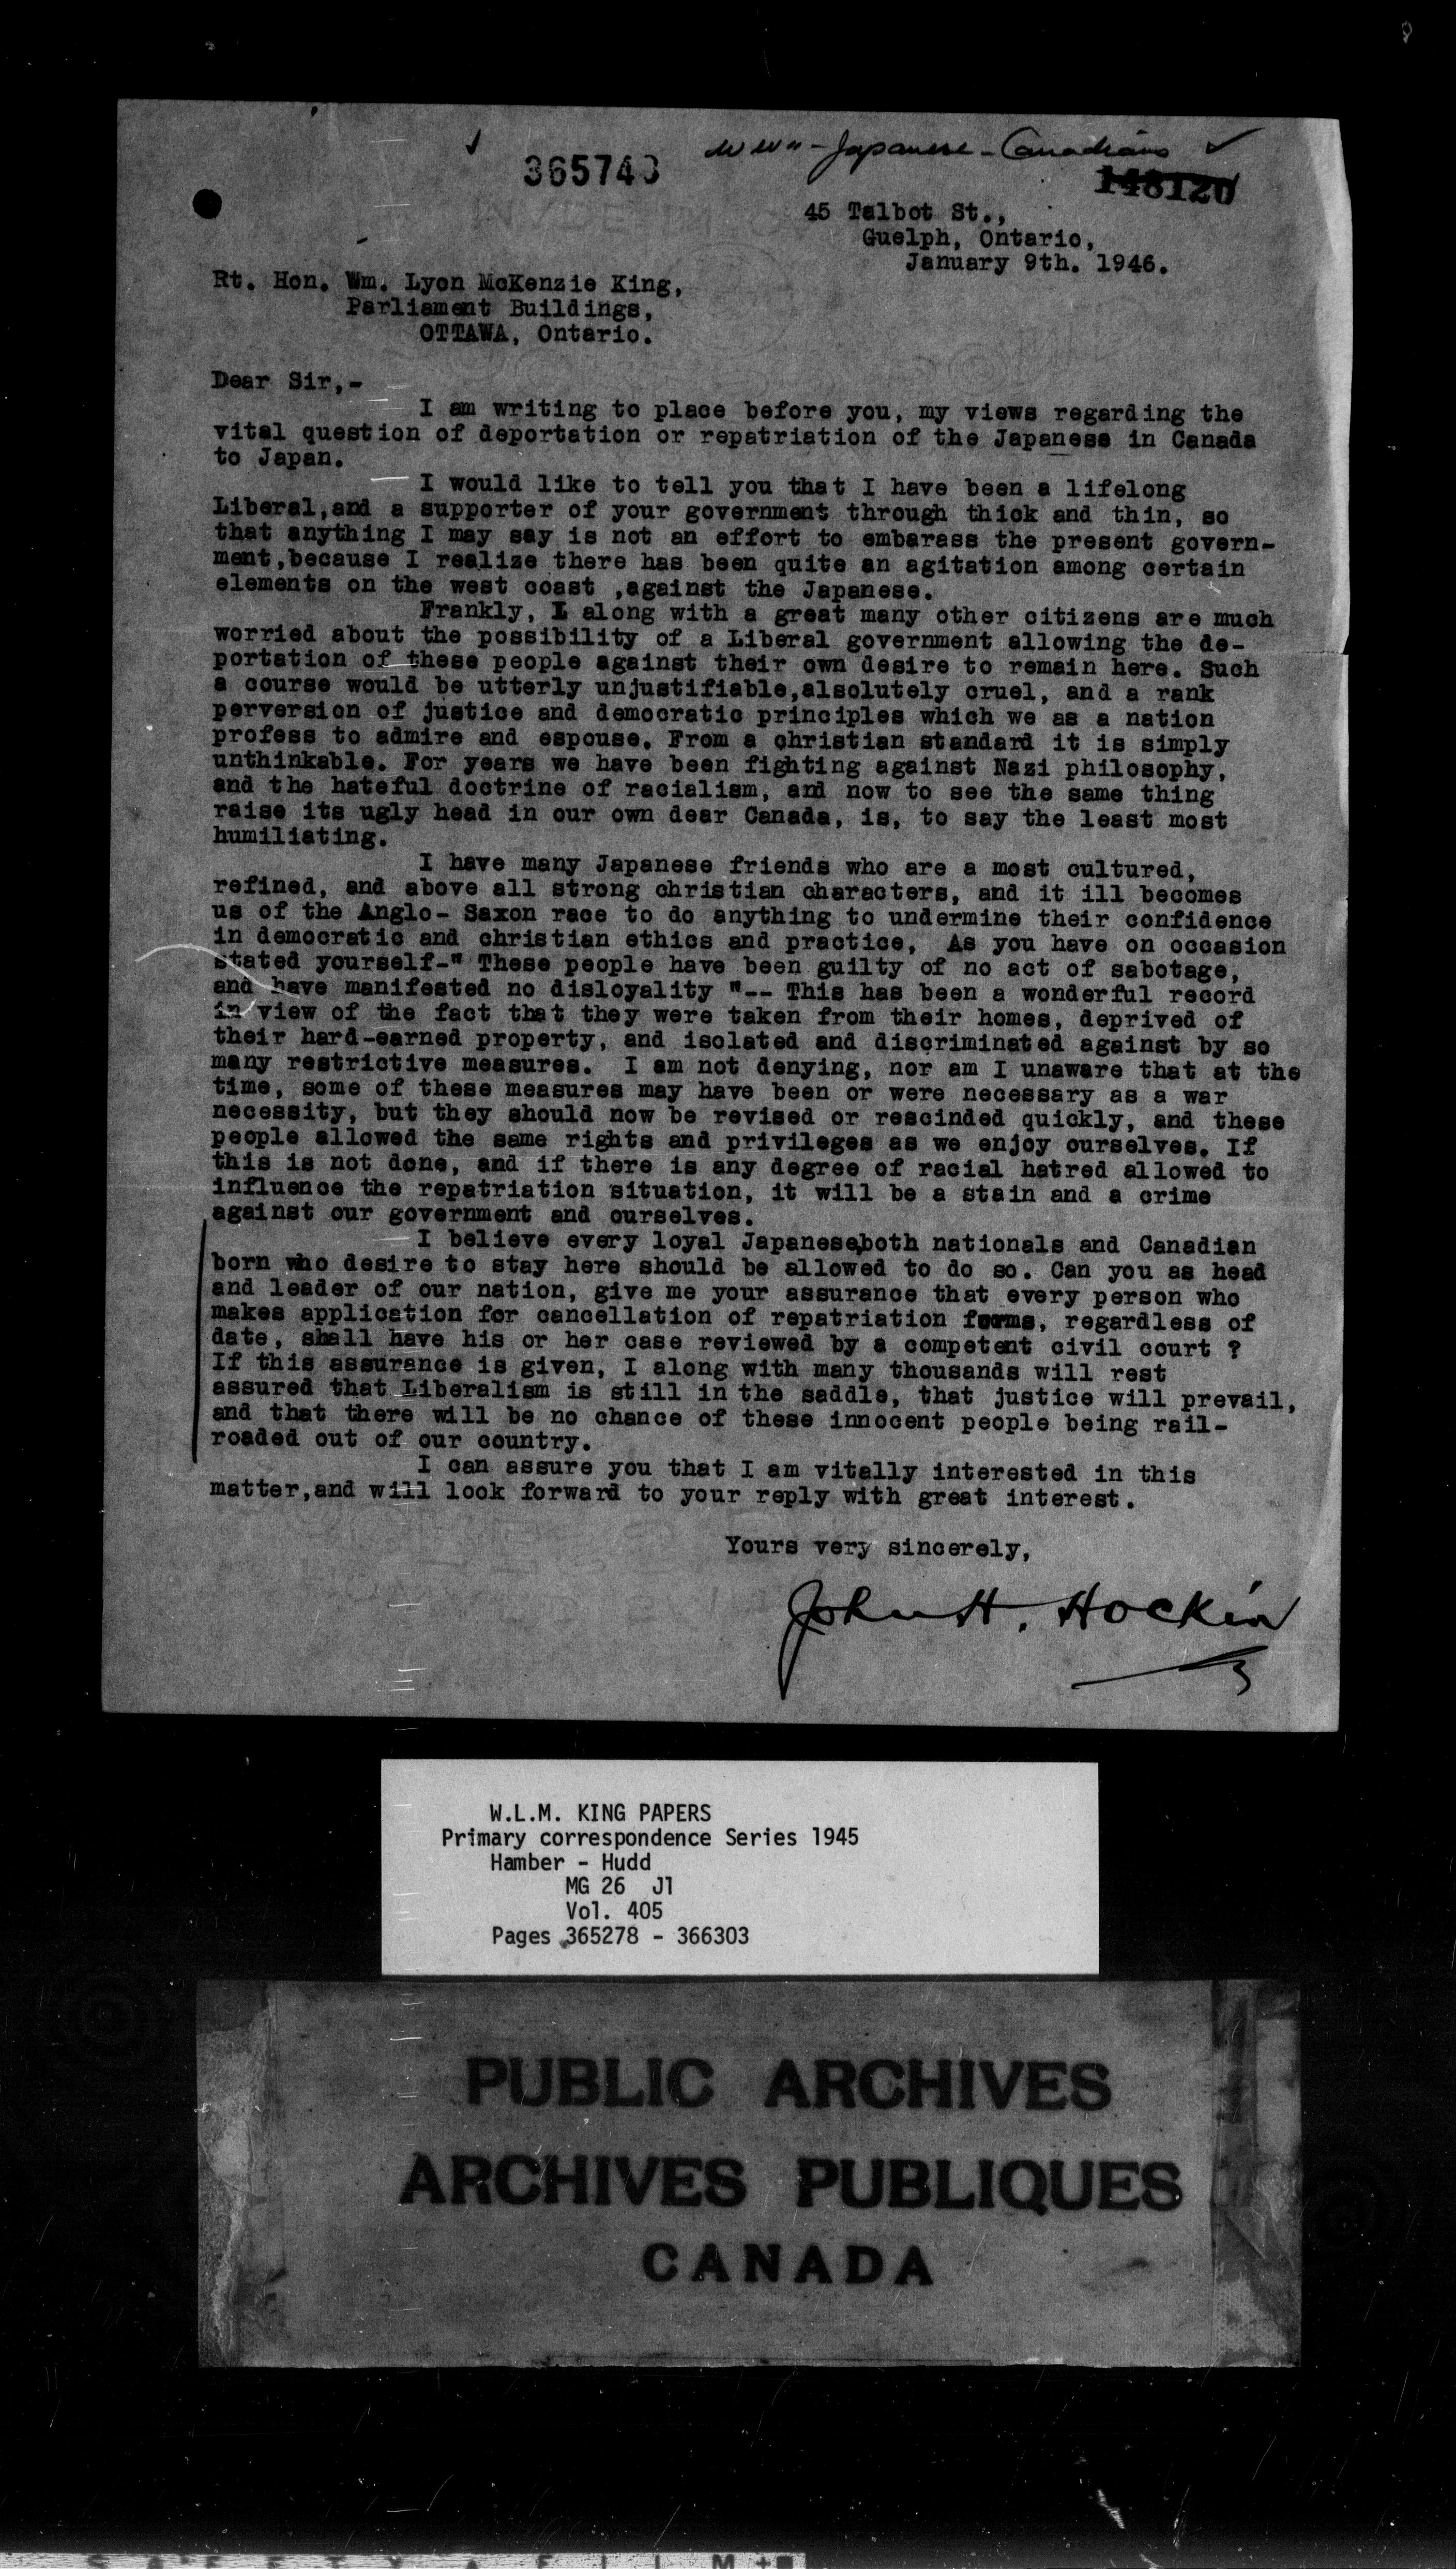 WWII - Japanese - Canadians
365743
148120
45 Talbot St.,
Guelph, Ontario,
January 9th. 1946.
Rt. Hon. Wm. Lyon McKenzie King,
Parliament Buildings,
OTTAWA, Ontario.
Dear Sir,-
I am writing to place before you, my views regarding the
vital question of deportation or repatriation of the Japanese in Canada
to Japan.
I would like to tell you that I have been a lifelong
Liberal,and a supporter of your government through thick and thin, so
that anything I may say is not an effort to embarass the present govern-
ment,because I realize there has been quite an agitation among certain
elements on the west coast ,against the Japanese.
Frankly, I along with a great many other citizens are much
worried about the possibility of a Liberal government allowing the de-
portation of these people against their own desire to remain here. Such
a course would be utterly unjustifiable,alsolutely cruel, and a rank
perversion of justice and democratic principles which we as a nation
profess to admire and espouse. From a christian standard it is simply
unthinkable. For years we have been fighting against Nazi philosophy,
and the hateful doctrine of racialism, and now to see the same thing
raise its ugly head in our own dear Canada, is, to say the least most
humiliating.
I have many Japanese friends who are a most cultured,
refined, and above all strong christian characters, and it ill becomes
us of the Anglo- Saxon race to do anything to undermine their confidence
in democratic and christian ethics and practice, As you have on occasion
stated yourself-" These people have been guilty of no act of sabotage,
and have manifested no disloyality "-- This has been a wonderful record
in view of the fact that they were taken from their homes, deprived of
their hard-earned property, and isolated and discriminated against by so
many restrictive measures. I am not denying, nor am I unaware that at the
time, some of these measures may have been or were necessary as a war
necessity, but they should now be revised or rescinded quickly, and these
people allowed the same rights and privileges as we enjoy ourselves. If
this is not done, and if there is any degree of racial hatred allowed to
influence the repatriation situation, it will be a stain and a crime
against our government and ourselves.
I believe every loyal Japanese,both nationals and Canadian
born who desire to stay here should be allowed to do so. Can you as head
and leader of our nation, give me your assurance that every person who
makes application for cancellation of repatriation forms, regardless of
date, shall have his or her case reviewed by a competent civil court ?
If this assurance is given, I along with many thousands will rest
assured that Liberalism is still in the saddle, that justice will prevail,
and that there will be no chance of these innocent people being rail-
roaded out of our country.
I can assure you that I am vitally interested in this
matter,and will look forward to your reply with great interest.
Yours very sincerely,
John H. Hockin
W.L.M. KING PAPERS
Primary correspondence Series 1945
Hamber - Hudd
MG 26 J1
Vol. 405
Pages 365278 - 366303
PUBLIC ARCHIVES
ARCHIVES PUBLIQUES
CANADA